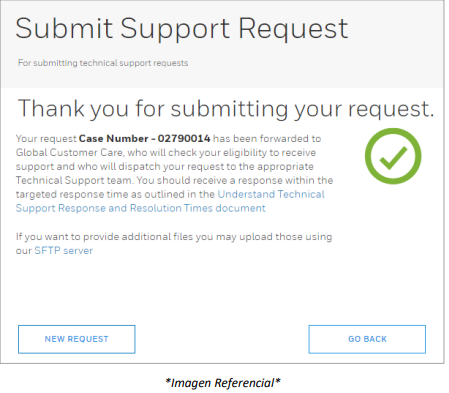 Submit Support Request
For submitting technical support requests
Thank you for submitting your request.
Your request Case Number - 02790014 has been forwarded to
Global Customer Care, who will check your eligibility to receive
support and who will dispatch your request to the appropriate
Technical Support team. You should receive a response within the
targeted response time as outlined in the Understand Technical
Support Response and Resolution Times document
If you want to provide additional files you may upload those using
our SFTP server
NEW REQUEST
GO BACK
*Imagen Referencial*